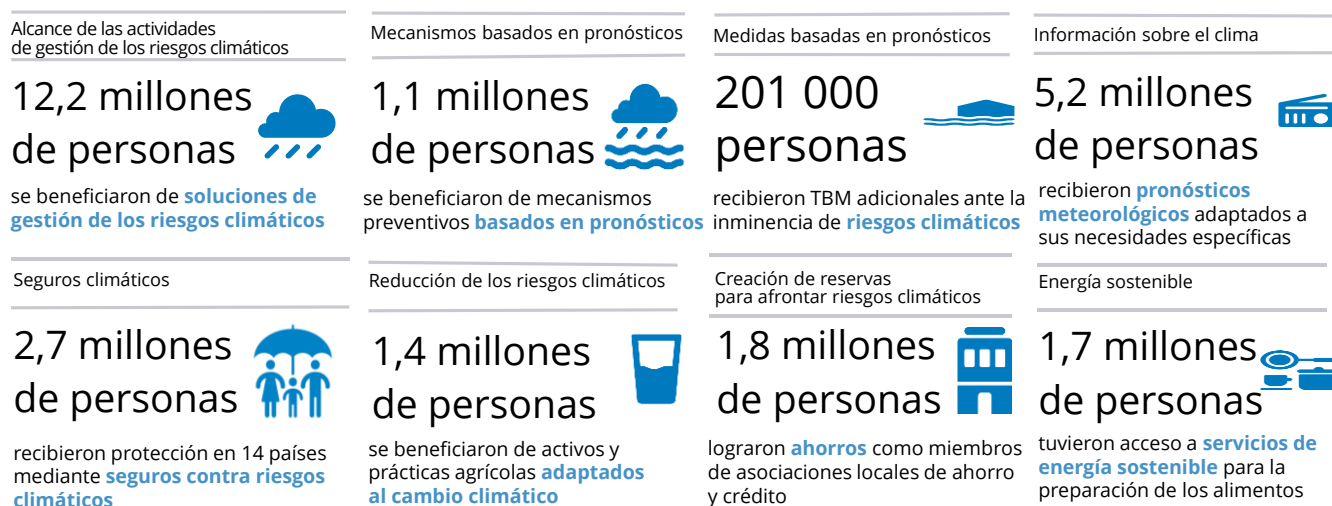 Alcance de las actividades
de gestión de los riesgos climáticos
12,2 millones
de personas
se beneficiaron de soluciones de
gestión de los riesgos climáticos
Mecanismos basados en pronósticos
1,1 millones
de personas
se beneficiaron de mecanismos
preventivos basados en pronósticos
Medidas basadas en pronósticos
201 000
personas
recibieron TBM adicionales ante la
inminencia de riesgos climáticos
Información sobre el clima
5,2 millones
de personas
recibieron pronósticos
meteorológicos adaptados a
sus necesidades específicas
Seguros climáticos
2,7 millones
de personas
recibieron protección en 14 países
mediante seguros contra riesgos
climáticos
Reducción de los riesgos climáticos
1,4 millones
de personas
se beneficiaron de activos y
prácticas agrícolas adaptados
al cambio climático
Creación de reservas
para afrontar riesgos climáticos
1,8 millones
de personas
lograron ahorros como miembros
de asociaciones locales de ahorro
y crédito
Energía sostenible
1,7 millones
de personas
tuvieron acceso a servicios de
energía sostenible para la
preparación de los alimentos